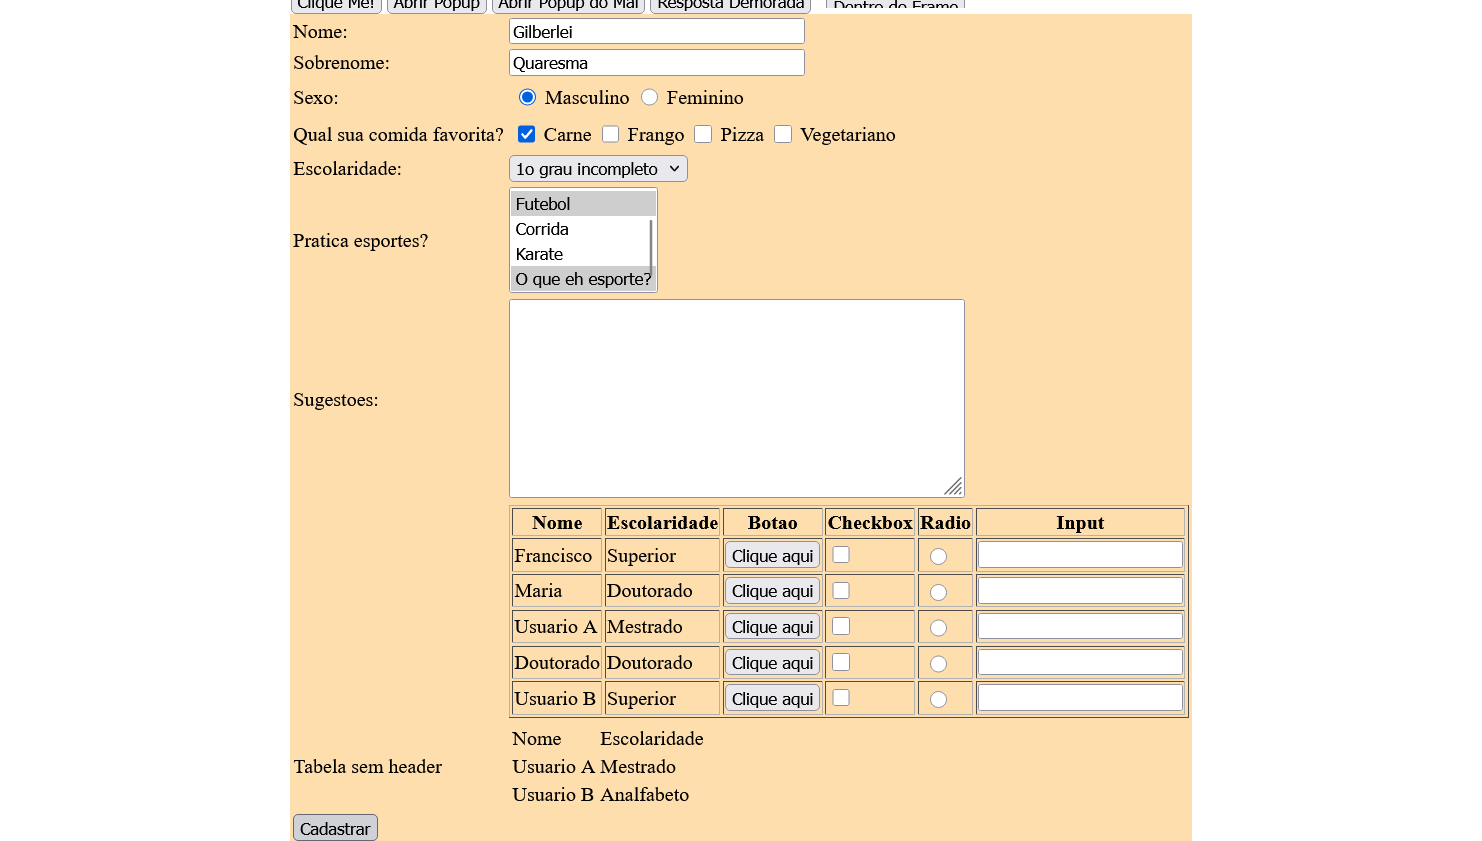 Clique Me! Abrir Popup Abrir Popup do Mal Resposta Demorada Dentro do Frame
Nome: Gilberlei
Sobrenome: Quaresma
Sexo: Masculino Feminino
Qual sua comida favorita? Carne Frango Pizza Vegetariano
Escolaridade: 1o grau incompleto
Pratica esportes?
Futebol
Corrida
Karate
O que eh esporte?
Sugestoes:
Nome Escolaridade Botao Checkbox Radio Input
Francisco Superior Clique aqui
Maria Doutorado Clique aqui
Usuario A Mestrado Clique aqui
Doutorado Doutorado Clique aqui
Usuario B Superior Clique aqui
Tabela sem header
Nome Escolaridade
Usuario A Mestrado
Usuario B Analfabeto
Cadastrar